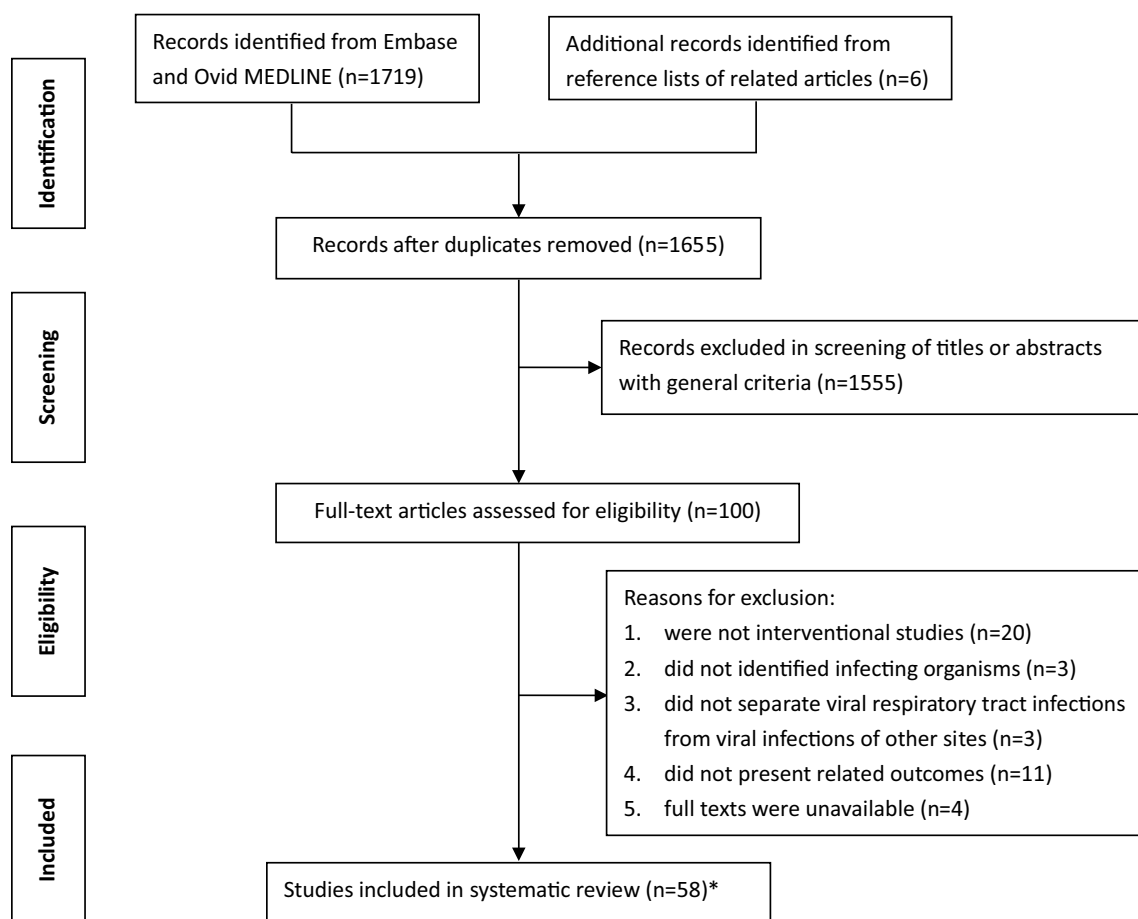 Records identified from Embase
and Ovid MEDLINE (n=1719)
Additional records identified from
reference lists of related articles (n=6)
Identification
Records after duplicates removed (n=1655)
Screening
Records excluded in screening of titles or abstracts
with general criteria (n=1555)
Full-text articles assessed for eligibility (n=100)
Eligibility
Reasons for exclusion:
1. were not interventional studies (n=20)
2. did not identified infecting organisms (n=3)
3. did not separate viral respiratory tract infections
from viral infections of other sites (n=3)
4. did not present related outcomes (n=11)
5. full texts were unavailable (n=4)
Included
Studies included in systematic review (n=58)*